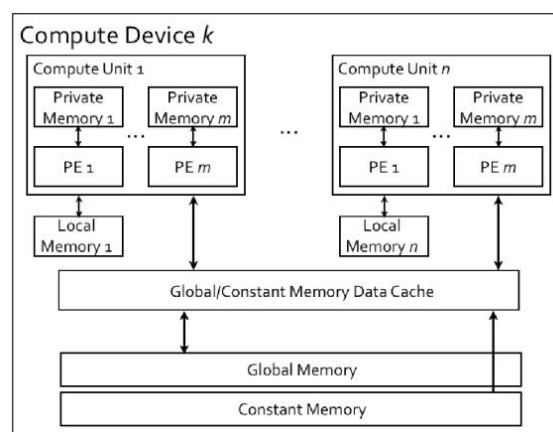 Compute Device k
Compute Unit 1
Private
Memory 1
...
Private
Memory m
PE 1
PE m
Local
Memory 1
...
Compute Unit n
Private
Memory 1
...
Private
Memory m
PE 1
PE m
Local
Memory n
Global/Constant Memory Data Cache
Global Memory
Constant Memory